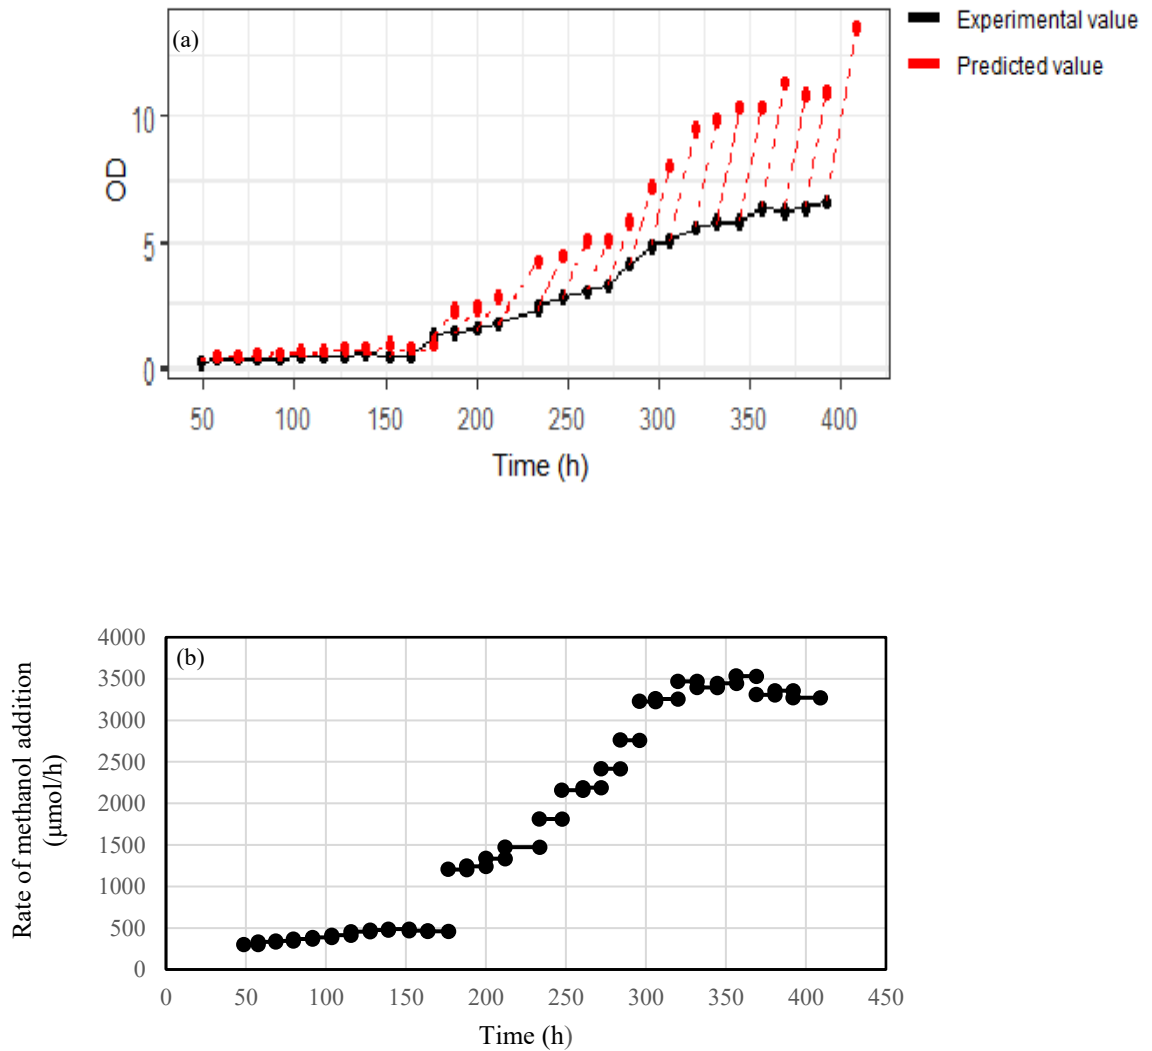 (a)
Experimental value
Predicted value
10
5
0
OD
50 100 150 200 250 300 350 400
Time (h)
(b)
4000
3500
3000
2500
2000
1500
1000
500
0
Rate of methanol addition
(µmol/h)
0 50 100 150 200 250 300 350 400 450
Time (h)